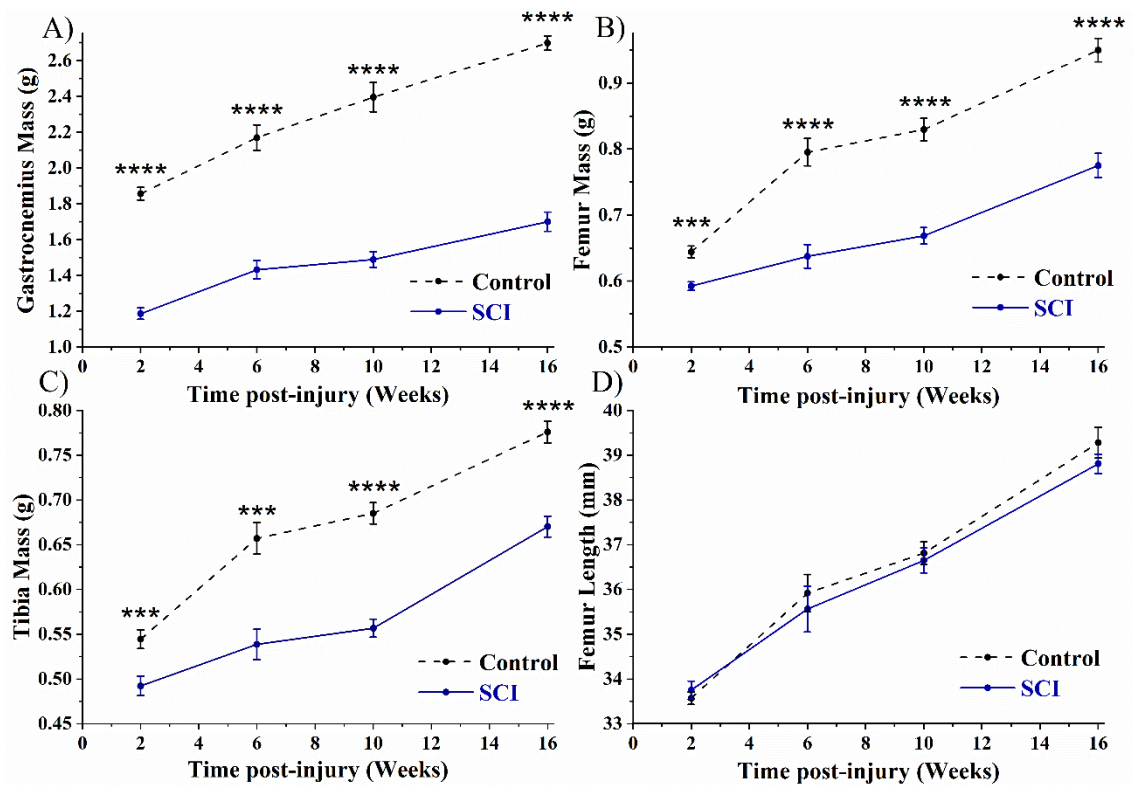 A)
****
****
****
****
Gastrocnemius Mass (g)
2.6
2.4
2.2
2.0
1.8
1.6
1.4
1.2
1.0
Control
SCI
0 2 4 6 8 10 12 14 16
Time post-injury (Weeks)
B)
****
****
****
***
Femur Mass (g)
0.9
0.8
0.7
0.6
0.5
Control
SCI
0 2 4 6 8 10 12 14 16
Time post-injury (Weeks)
C)
****
****
***
***
Tibia Mass (g)
0.80
0.75
0.70
0.65
0.60
0.55
0.50
0.45
Control
SCI
0 2 4 6 8 10 12 14 16
Time post-injury (Weeks)
D)
Femur Length (mm)
40
39
38
37
36
35
34
33
Control
SCI
0 2 4 6 8 10 12 14 16
Time post-injury (Weeks)